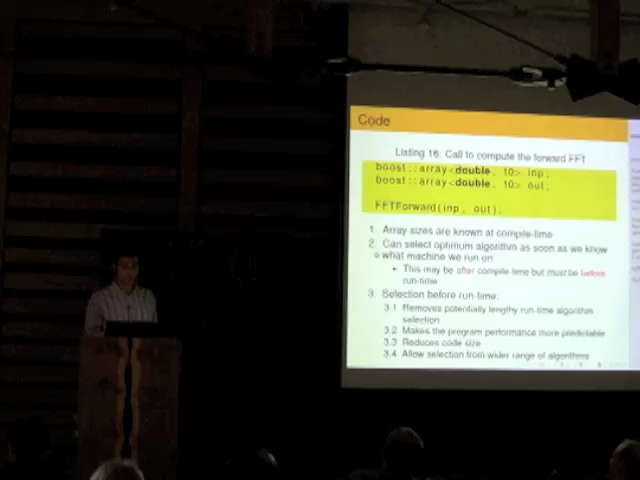 Code
Listing 16: Call to compute the forward FFT
boost::array<double, 10> inp;
boost::array<double, 10> out;
FFTForward(inp, out);
1. Array sizes are known at compile-time
2. Can select optimum algorithm as soon as we know
what machine we run on
This may be after compile-time but must be before
run-time
3. Selection before run-time:
3.1 Removes potentially lengthy run-time algorithm
selection
3.2 Makes the program performance more predictable
3.3 Reduces code size
3.4 Allow selection from wider range of algorithms